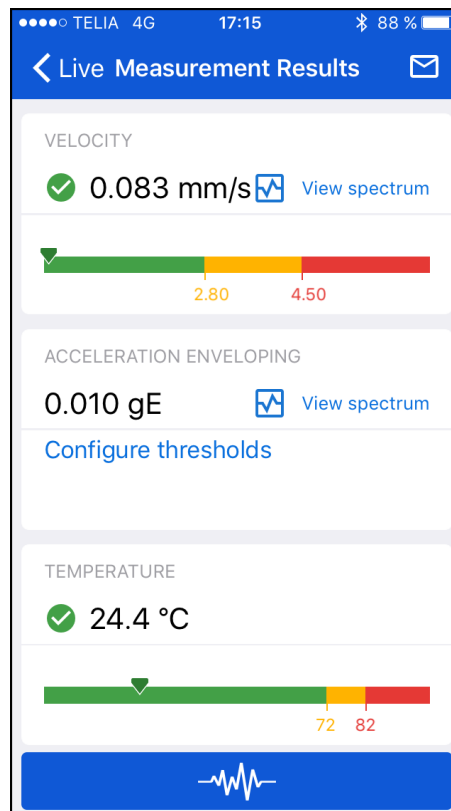 TELIA 4G 17:15 88 %
Live Measurement Results
VELOCITY
0.083 mm/s View spectrum
2.80 4.50
ACCELERATION ENVELOPING
0.010 gE View spectrum
Configure thresholds
TEMPERATURE
24.4 °C
72 82